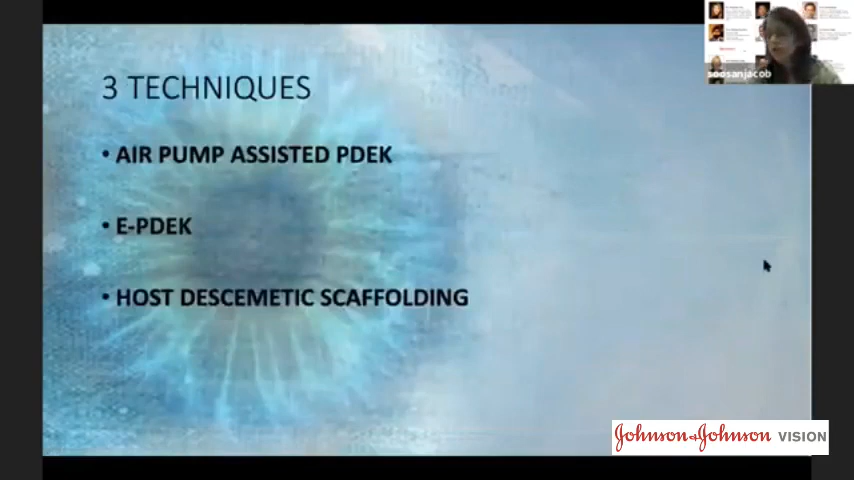 3 TECHNIQUES
• AIR PUMP ASSISTED PDEK
• E-PDEK
• HOST DESCEMETIC SCAFFOLDING
soosanjacob
Johnson+Johnson VISION